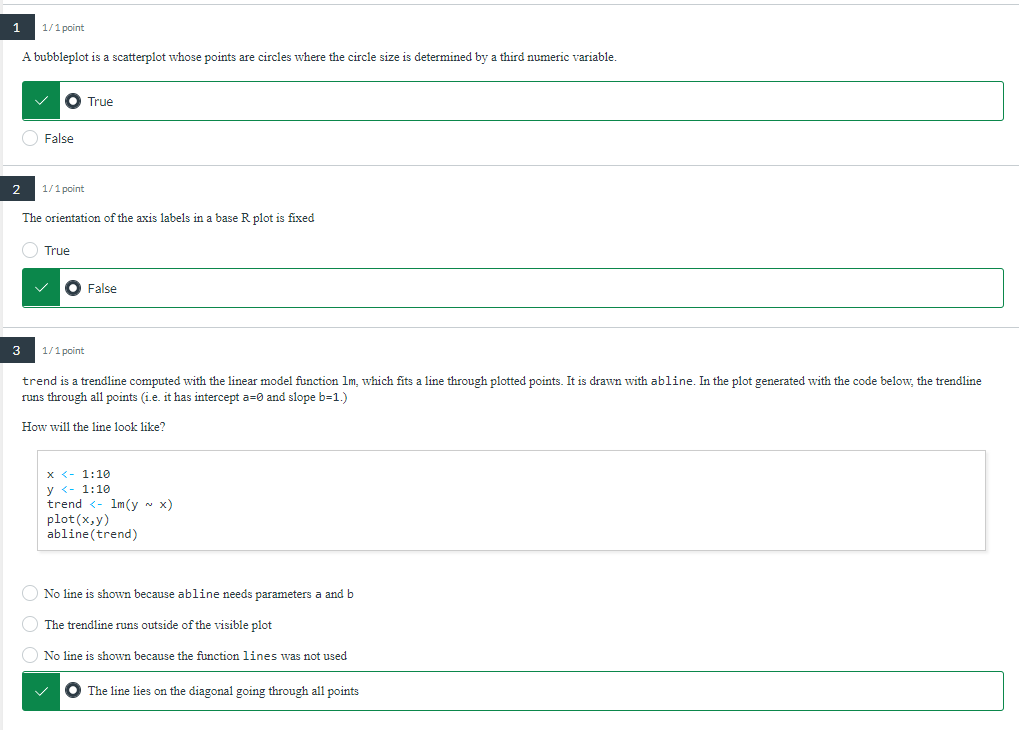 1 1/1 point
A bubbleplot is a scatterplot whose points are circles where the circle size is determined by a third numeric variable.
True
False
2 1/1 point
The orientation of the axis labels in a base R plot is fixed
True
False
3 1/1 point
trend is a trendline computed with the linear model function lm, which fits a line through plotted points. It is drawn with abline. In the plot generated with the code below, the trendline
runs through all points (i.e. it has intercept a=0 and slope b=1.)
How will the line look like?
x <- 1:10
y <- 1:10
trend <- lm(y ~ x)
plot(x,y)
abline(trend)
No line is shown because abline needs parameters a and b
The trendline runs outside of the visible plot
No line is shown because the function lines was not used
The line lies on the diagonal going through all points